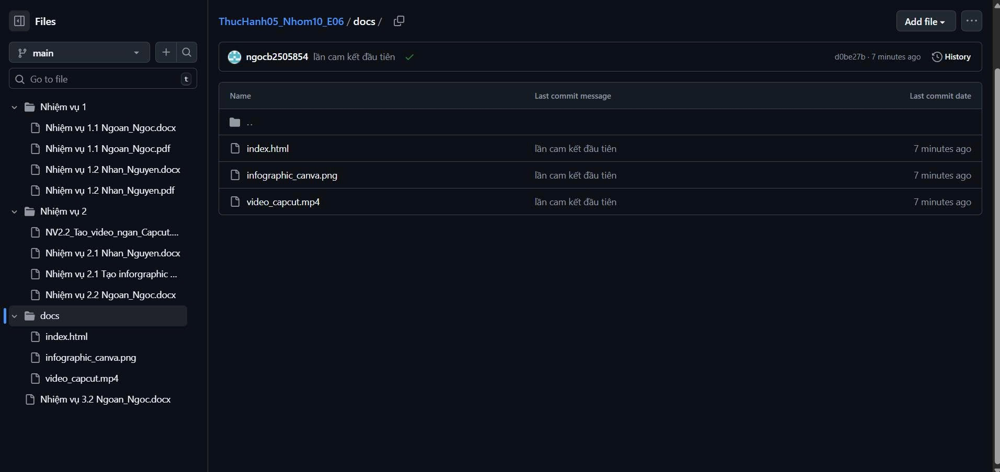 Files
main
Go to file
t
Nhiệm vụ 1
Nhiệm vụ 1.1 Ngoan_Ngoc.docx
Nhiệm vụ 1.1 Ngoan_Ngoc.pdf
Nhiệm vụ 1.2 Nhan_Nguyen.docx
Nhiệm vụ 1.2 Nhan_Nguyen.pdf
Nhiệm vụ 2
NV2.2_Tao_video_ngan_Capcut....
Nhiệm vụ 2.1 Nhan_Nguyen.docx
Nhiệm vụ 2.1 Tạo inforgraphic ...
Nhiệm vụ 2.2 Ngoan_Ngoc.docx
docs
index.html
infographic_canva.png
video_capcut.mp4
Nhiệm vụ 3.2 Ngoan_Ngoc.docx
ThucHanh05_Nhom10_E06 / docs /
Add file
ngocb2505854 lần cam kết đầu tiên
d0be27b · 7 minutes ago History
Name Last commit message Last commit date
..
index.html lần cam kết đầu tiên 7 minutes ago
infographic_canva.png lần cam kết đầu tiên 7 minutes ago
video_capcut.mp4 lần cam kết đầu tiên 7 minutes ago